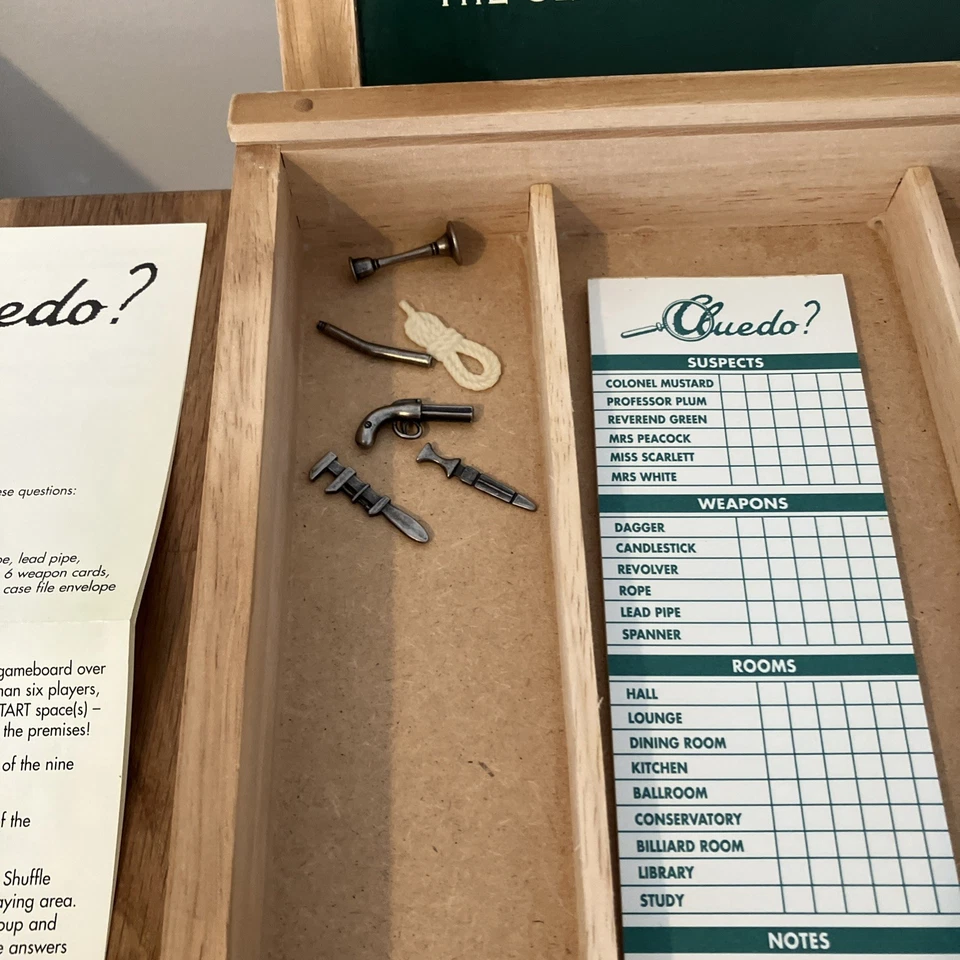 THE
edo?
ese questions:
pe, lead pipe,
6 weapon cards,
case file envelope
gameboard over
han six players,
TART space(s) –
the premises!
of the nine
f the
Shuffle
aying area.
oup and
e answers
Cluedo?
SUSPECTS
COLONEL MUSTARD
PROFESSOR PLUM
REVEREND GREEN
MRS PEACOCK
MISS SCARLETT
MRS WHITE
WEAPONS
DAGGER
CANDLESTICK
REVOLVER
ROPE
LEAD PIPE
SPANNER
ROOMS
HALL
LOUNGE
DINING ROOM
KITCHEN
BALLROOM
CONSERVATORY
BILLIARD ROOM
LIBRARY
STUDY
NOTES